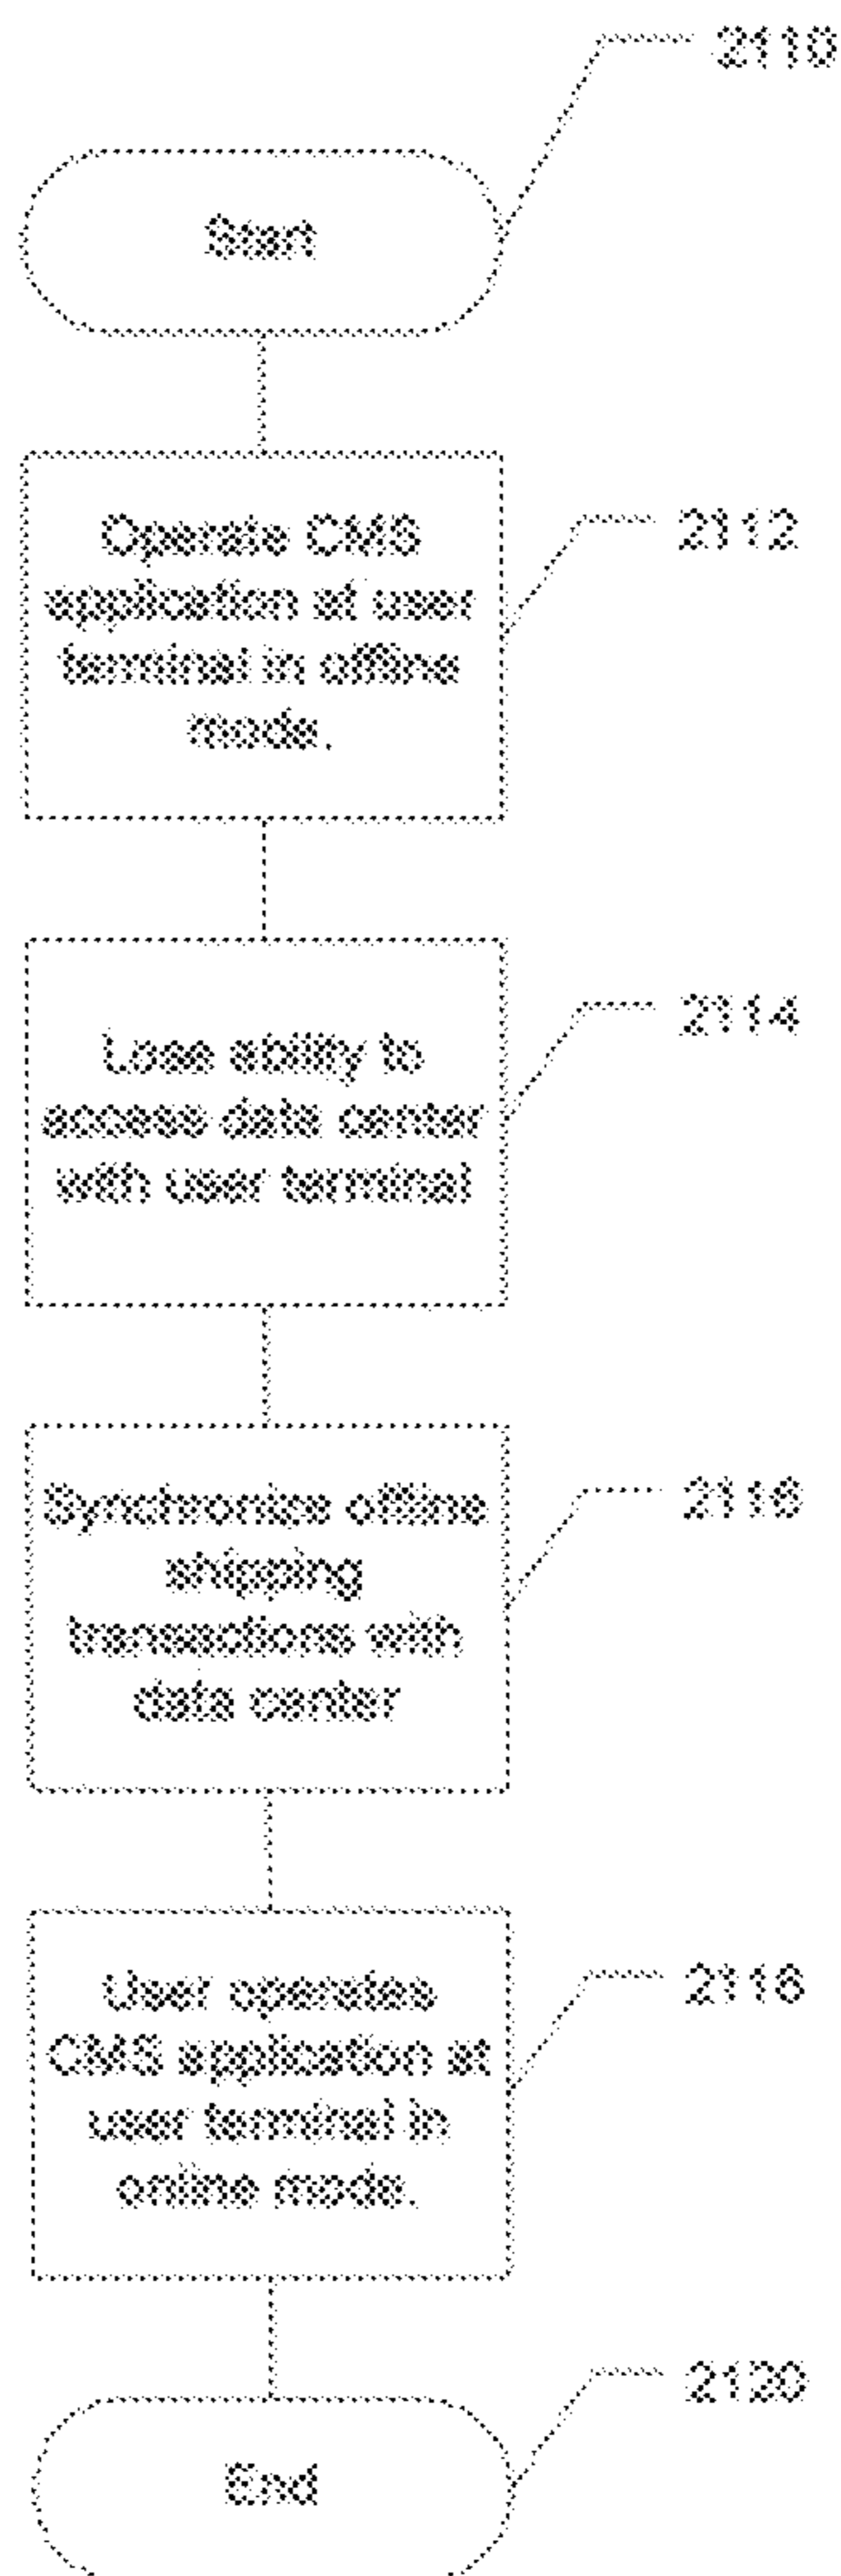 2110
Start
Operate CMS
application at user
terminal in offline
mode.
2112
Lose ability to
access data center
with user terminal
2114
Synchronize offline
shipping
transactions with
data center
2116
User operates
CMS application at
user terminal in
online mode.
2120
End